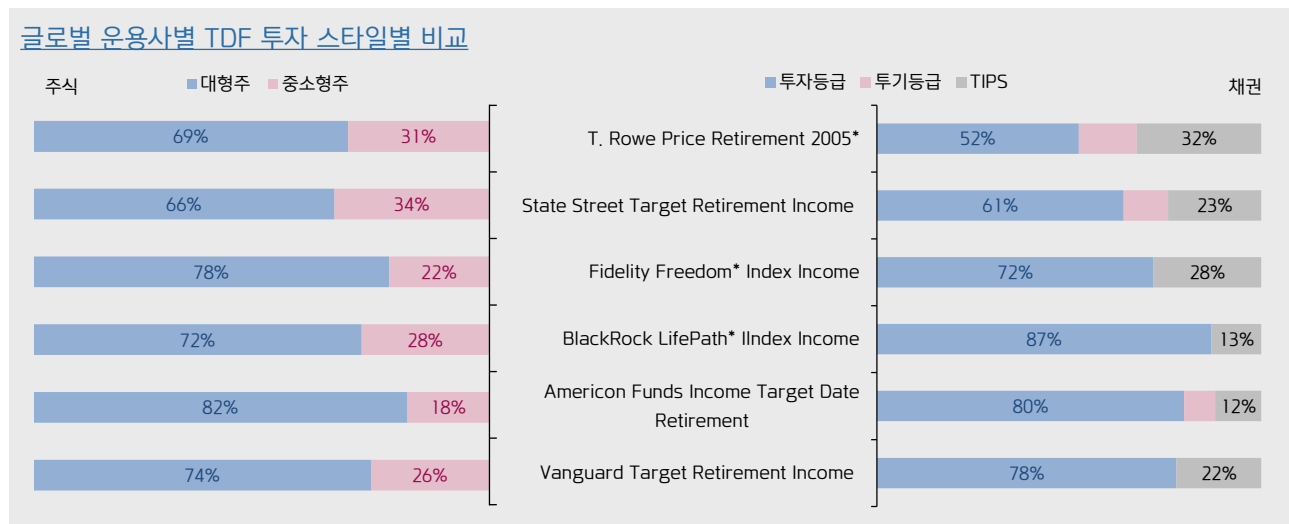 글로벌 운용사별 TDF 투자 스타일별 비교
주식
대형주 중소형주
투자등급 투기등급 TIPS
채권
69% 31% T. Rowe Price Retirement 2005* 52% 32%
66% 34% State Street Target Retirement Income 61% 23%
78% 22% Fidelity Freedom* Index Income 72% 28%
72% 28% BlackRock LifePath* IIndex Income 87% 13%
82% 18% Americon Funds Income Target Date
Retirement 80% 12%
74% 26% Vanguard Target Retirement Income 78% 22%